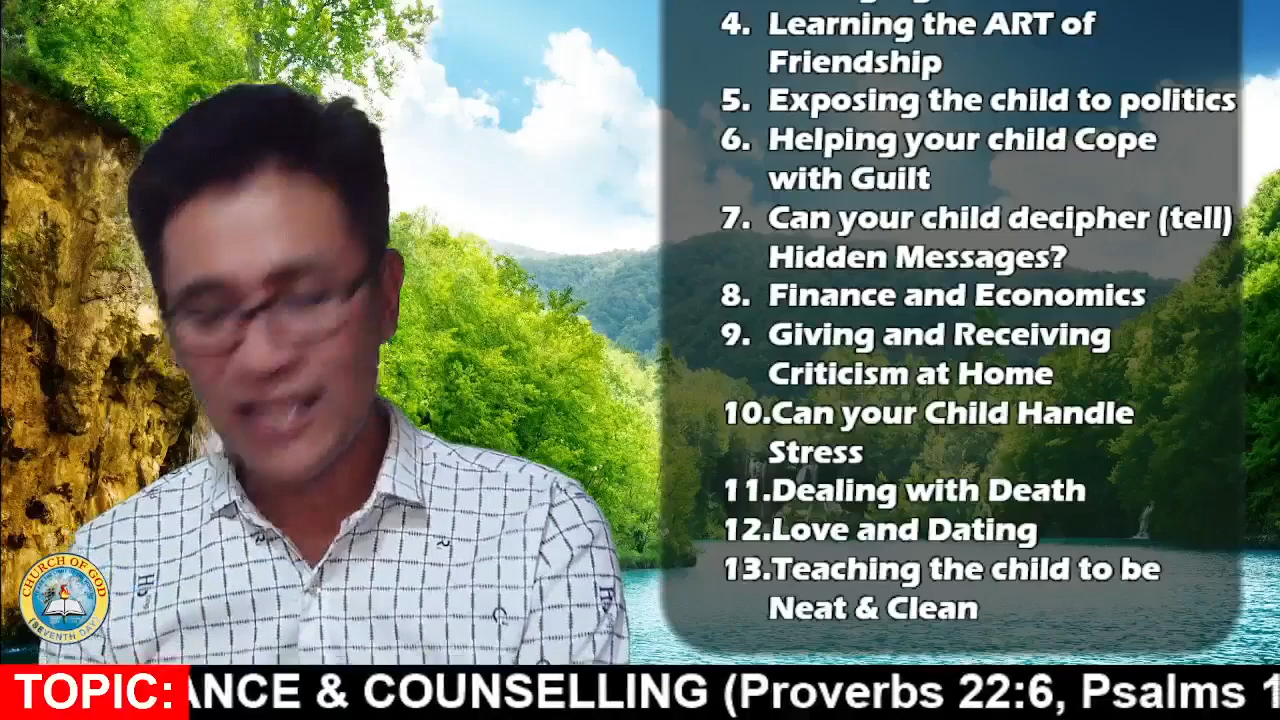 4. Learning the ART of
Friendship
5. Exposing the child to politics
6. Helping your child Cope
with Guilt
7. Can your child decipher (tell)
Hidden Messages?
8. Finance and Economics
9. Giving and Receiving
Criticism at Home
10.Can your Child Handle
Stress
11.Dealing with Death
12.Love and Dating
13.Teaching the child to be
Neat & Clean
CHURCH OF GOD
(SEVENTH DAY)
TOPIC: ANCE & COUNSELLING (Proverbs 22:6, Psalms 1